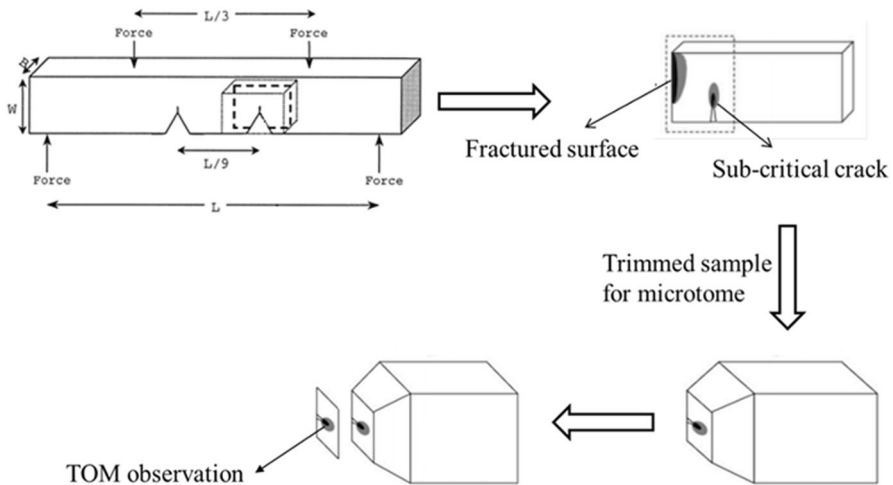 L/3
Force
Force
B
W
L/9
Force
Force
L
Fractured surface
Sub-critical crack
Trimmed sample
for microtome
TOM observation